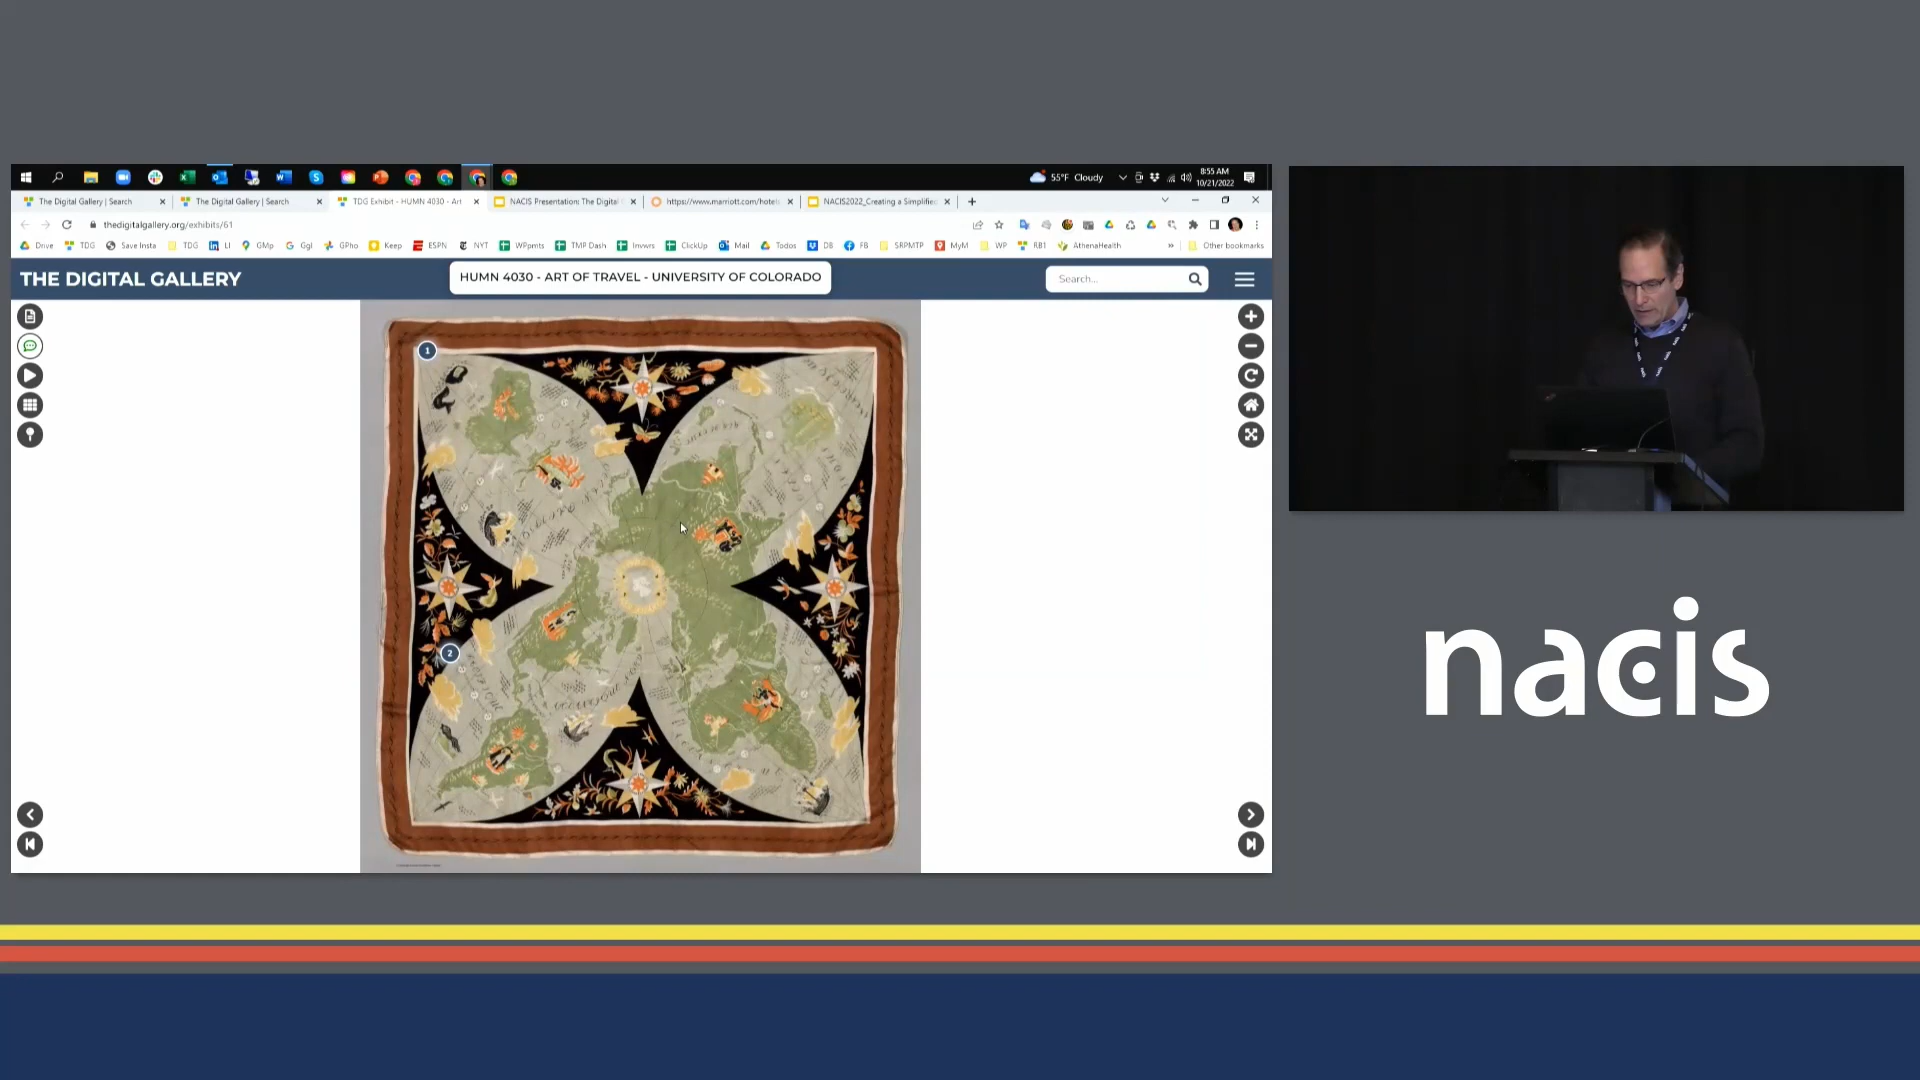 55°F Cloudy
8:55 AM
10/21/2022
The Digital Gallery | Search
The Digital Gallery | Search
TDG Exhibit - HUMN 4030 - Art
NACIS Presentation: The Digital
https://www.marriott.com/hotels
NACIS2022_Creating a Simplified
thedigitalgallery.org/exhibits/61
Drive TDG Save Insta TDG LI GMp Ggl GPho Keep ESPN NYT WPpmts TMP Dash Invwrs ClickUp Mail Todos DB FB SRPMTP MyM WP RB1 AthenaHealth » Other bookmarks
THE DIGITAL GALLERY
HUMN 4030 - ART OF TRAVEL - UNIVERSITY OF COLORADO
Search...
1
2
nacis